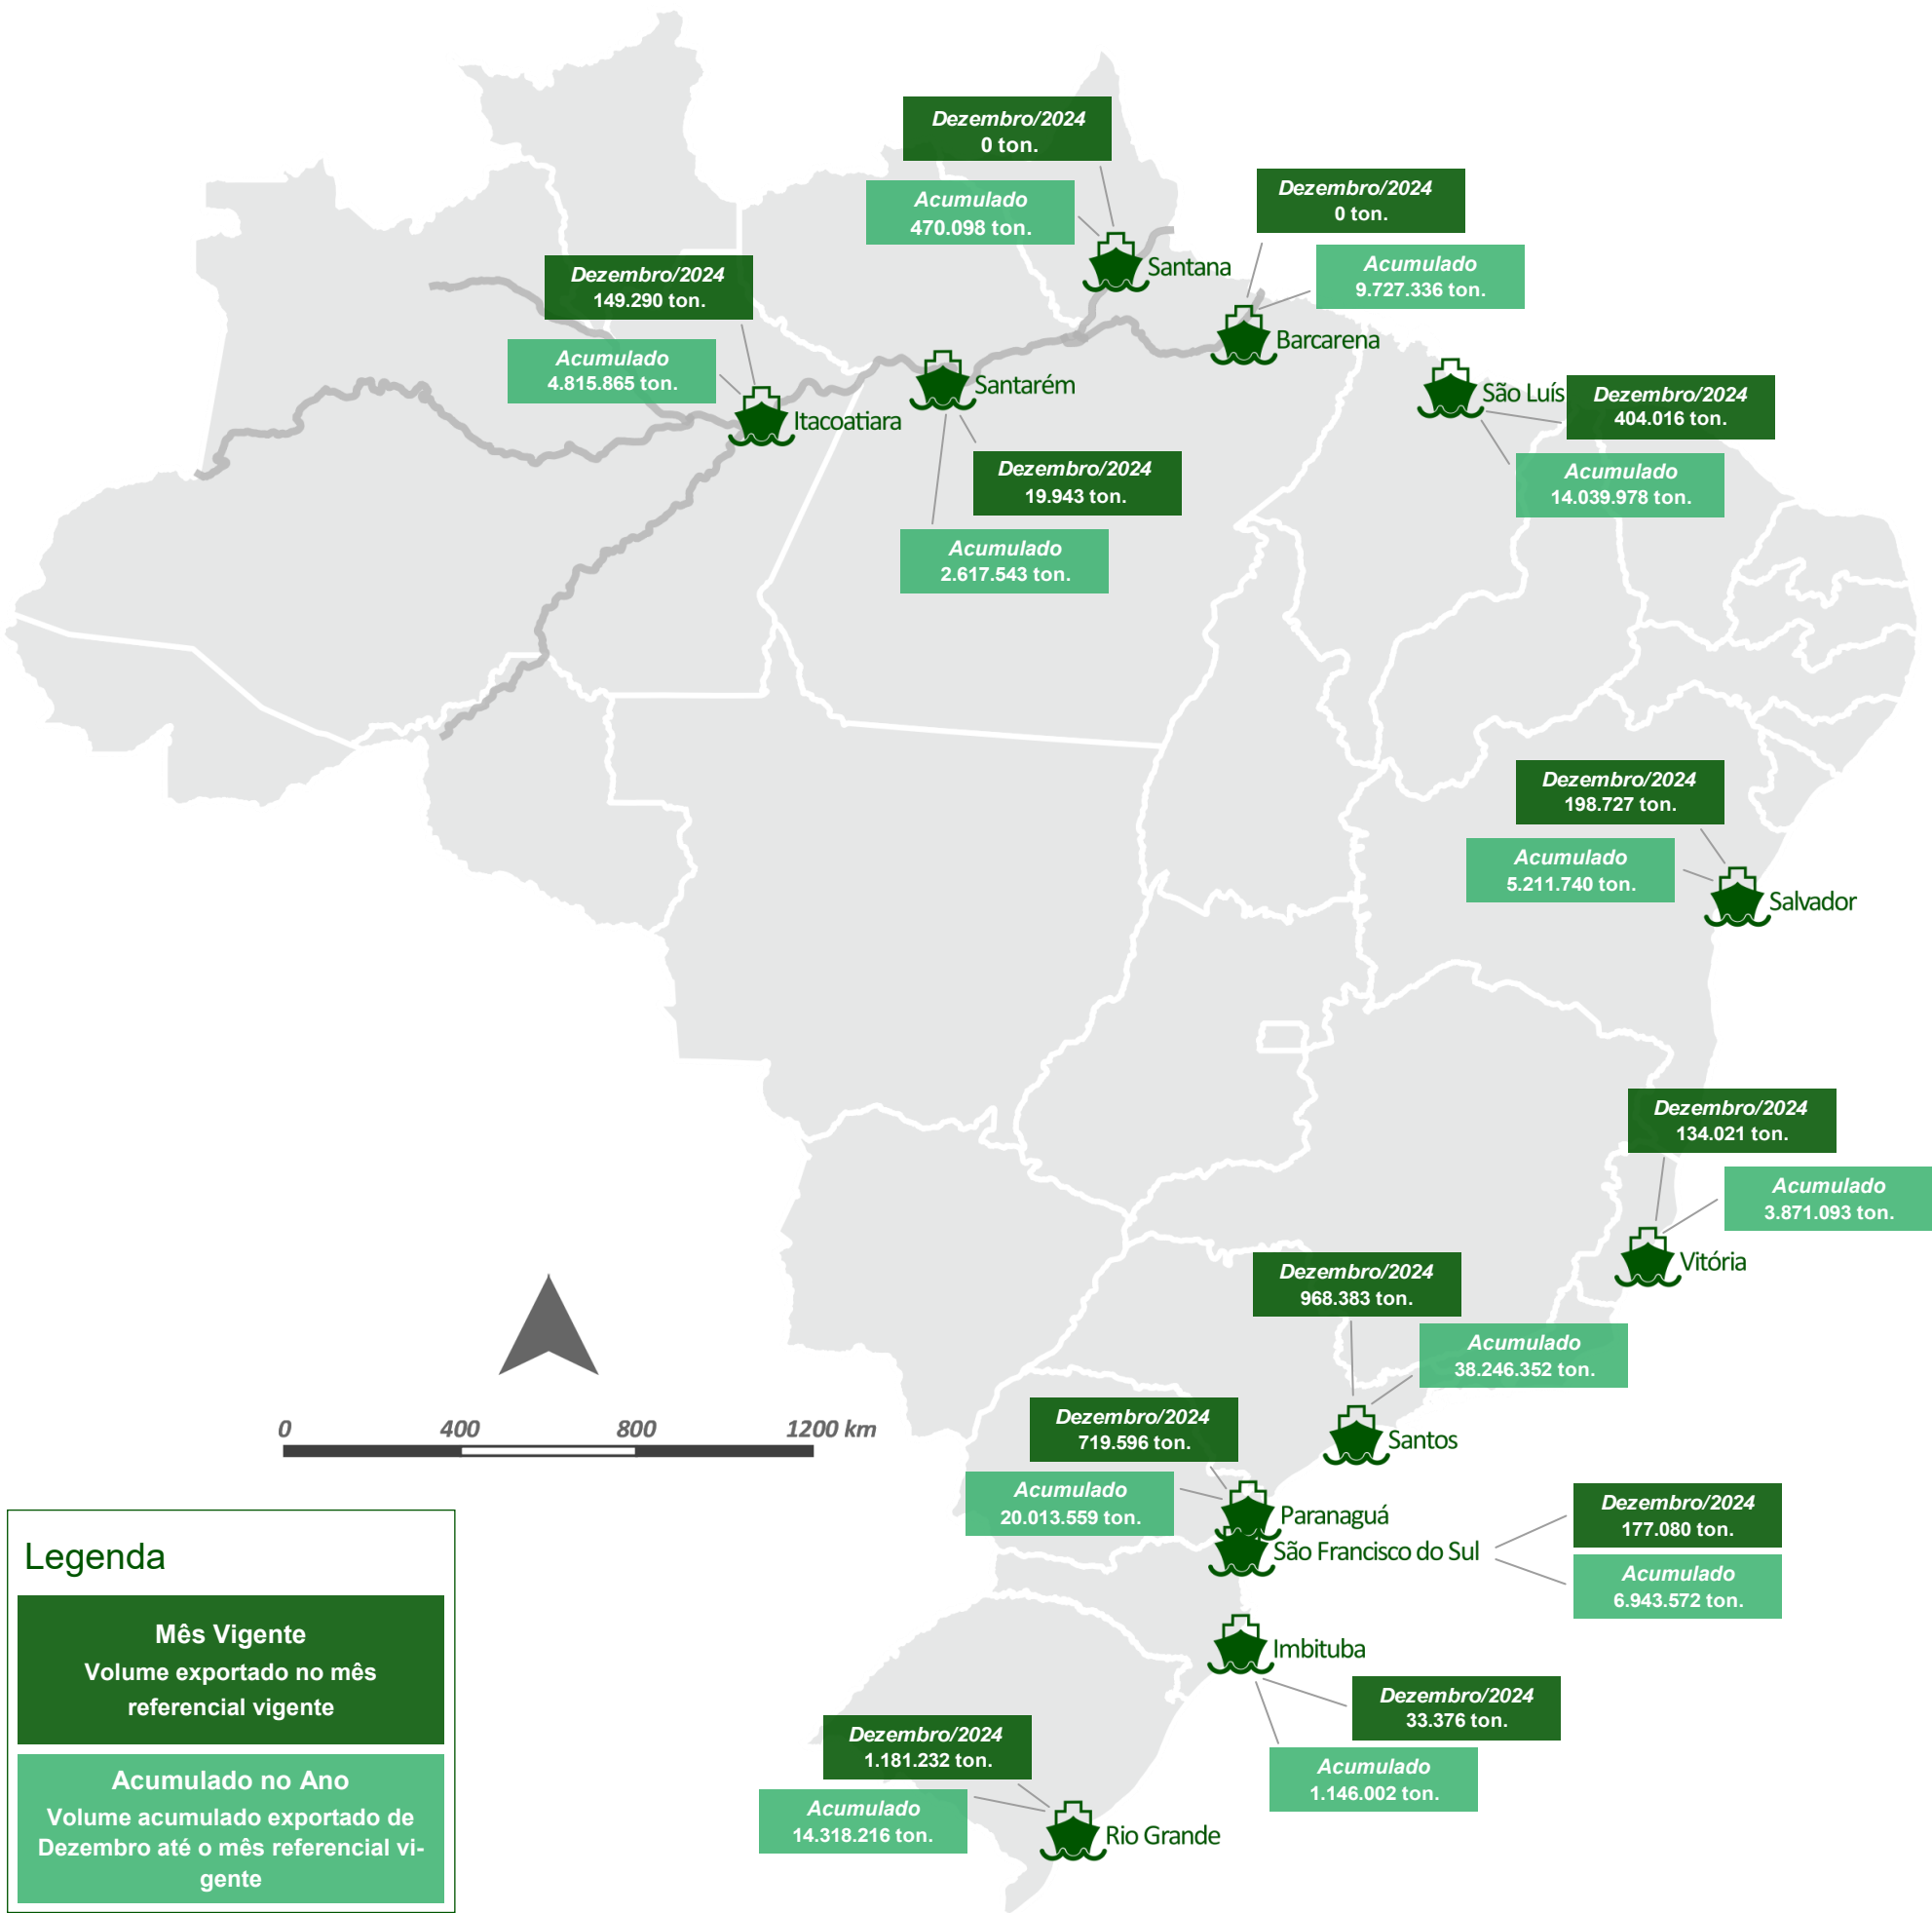 Dezembro/2024
0 ton.
Acumulado
470.098 ton.
Santana
Dezembro/2024
0 ton.
Acumulado
9.727.336 ton.
Barcarena
Dezembro/2024
149.290 ton.
Acumulado
4.815.865 ton.
Itacoatiara
Santarém
Dezembro/2024
19.943 ton.
Acumulado
2.617.543 ton.
São Luís
Dezembro/2024
404.016 ton.
Acumulado
14.039.978 ton.
Dezembro/2024
198.727 ton.
Acumulado
5.211.740 ton.
Salvador
Dezembro/2024
134.021 ton.
Acumulado
3.871.093 ton.
Vitória
Dezembro/2024
968.383 ton.
Acumulado
38.246.352 ton.
Santos
Dezembro/2024
719.596 ton.
Acumulado
20.013.559 ton.
Paranaguá
São Francisco do Sul
Dezembro/2024
177.080 ton.
Acumulado
6.943.572 ton.
Imbituba
Dezembro/2024
33.376 ton.
Acumulado
1.146.002 ton.
Dezembro/2024
1.181.232 ton.
Acumulado
14.318.216 ton.
Rio Grande
0 400 800 1200 km
Legenda
Mês Vigente
Volume exportado no mês
referencial vigente
Acumulado no Ano
Volume acumulado exportado de
Dezembro até o mês referencial vi-
gente